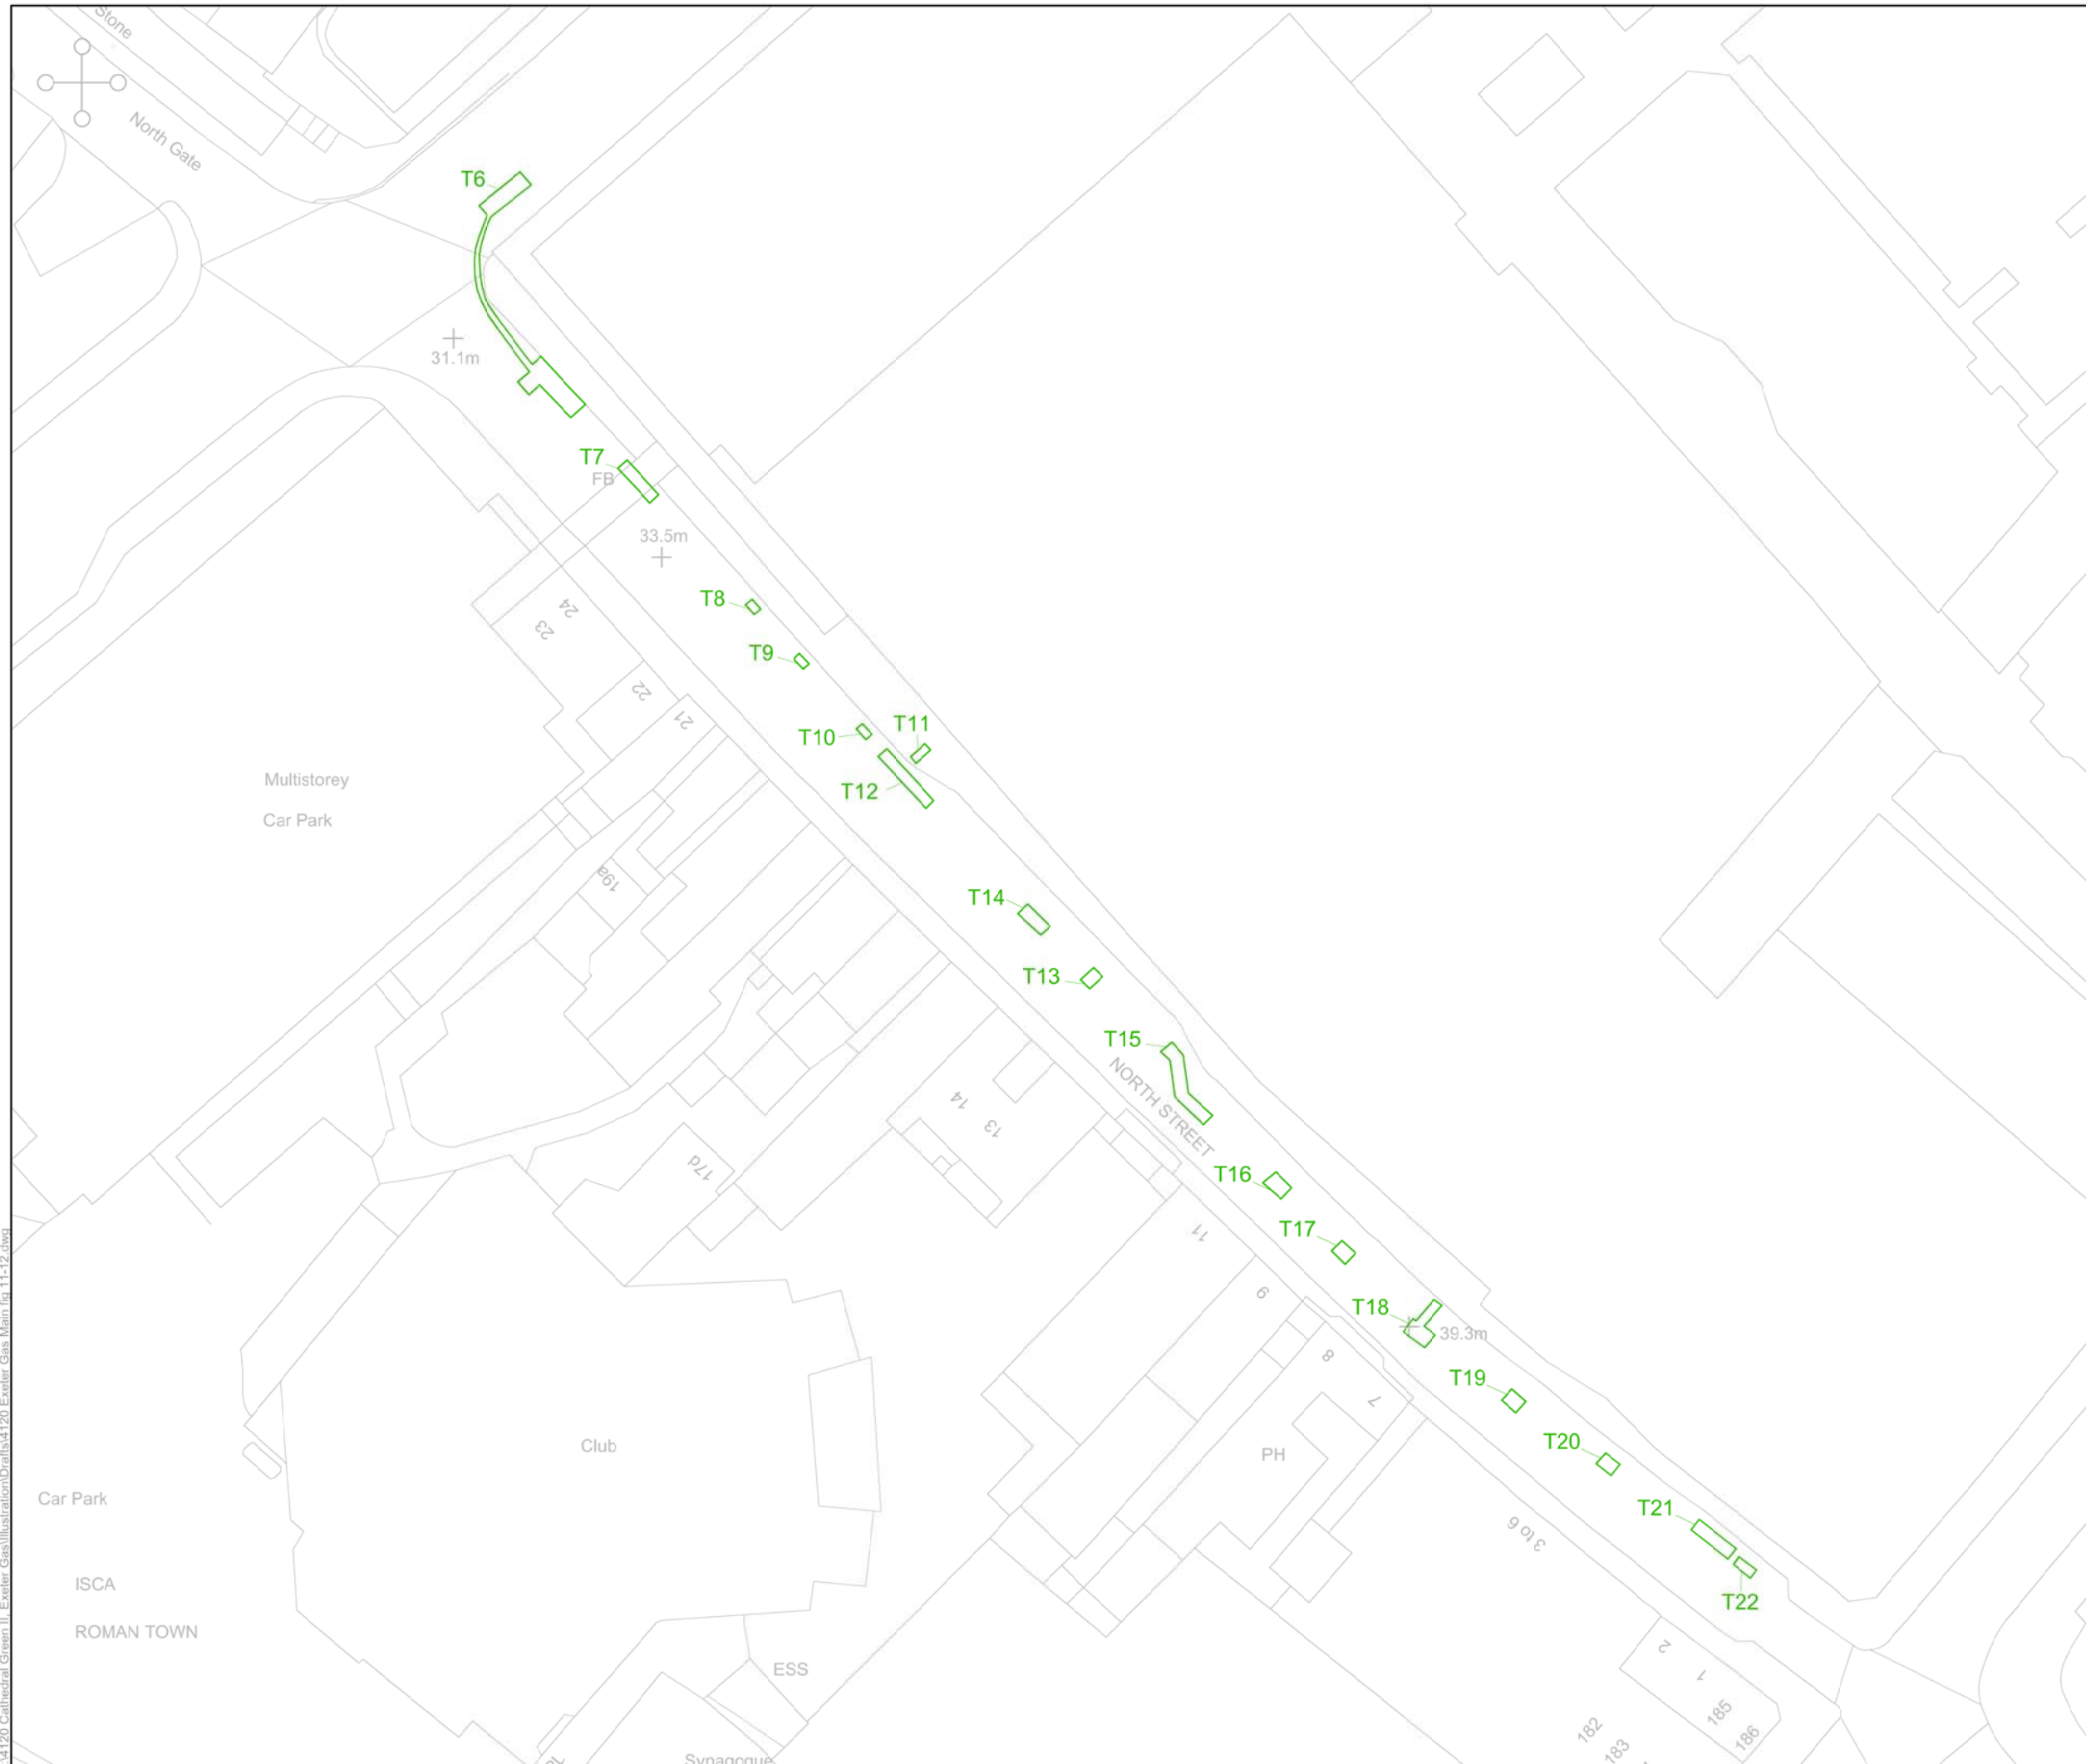 Stone
North Gate
T6
31.1m
T7
FB
33.5m
24
23
T8
T9
22
21
T10
T11
T12
Multistorey
Car Park
19a
T14
T13
T15
NORTH STREET
14
13
17d
T16
11
T17
9
T18
39.3m
8
7
T19
T20
Club
PH
Car Park
3 to 6
T21
T22
ISCA
ROMAN TOWN
ESS
2
1
185
186
182
183
Synagogue
\4120 Cathedral Green II, Exeter Gas\Illustration\Drafts\4120 Exeter Gas Main fig 11-12.dwg